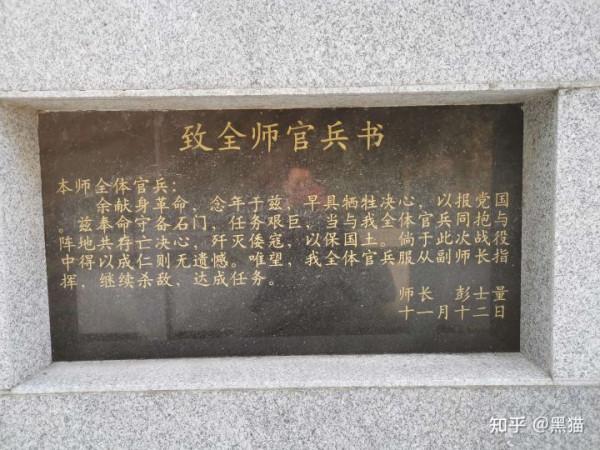 致全师官兵书
本师全体官兵：
余献身革命，念年于兹，早具牺牲决心，以报党国
。兹奉命守备石门，任务艰巨，当与我全体官兵同抱与
阵地共存亡决心，歼灭倭寇，以保国土。倘于此次战役
中得以成仁则无遗憾。唯望，我全体官兵服从副师长指
挥，继续杀敌，达成任务。
师长 彭士量
十一月十二日
知乎 @黑猫